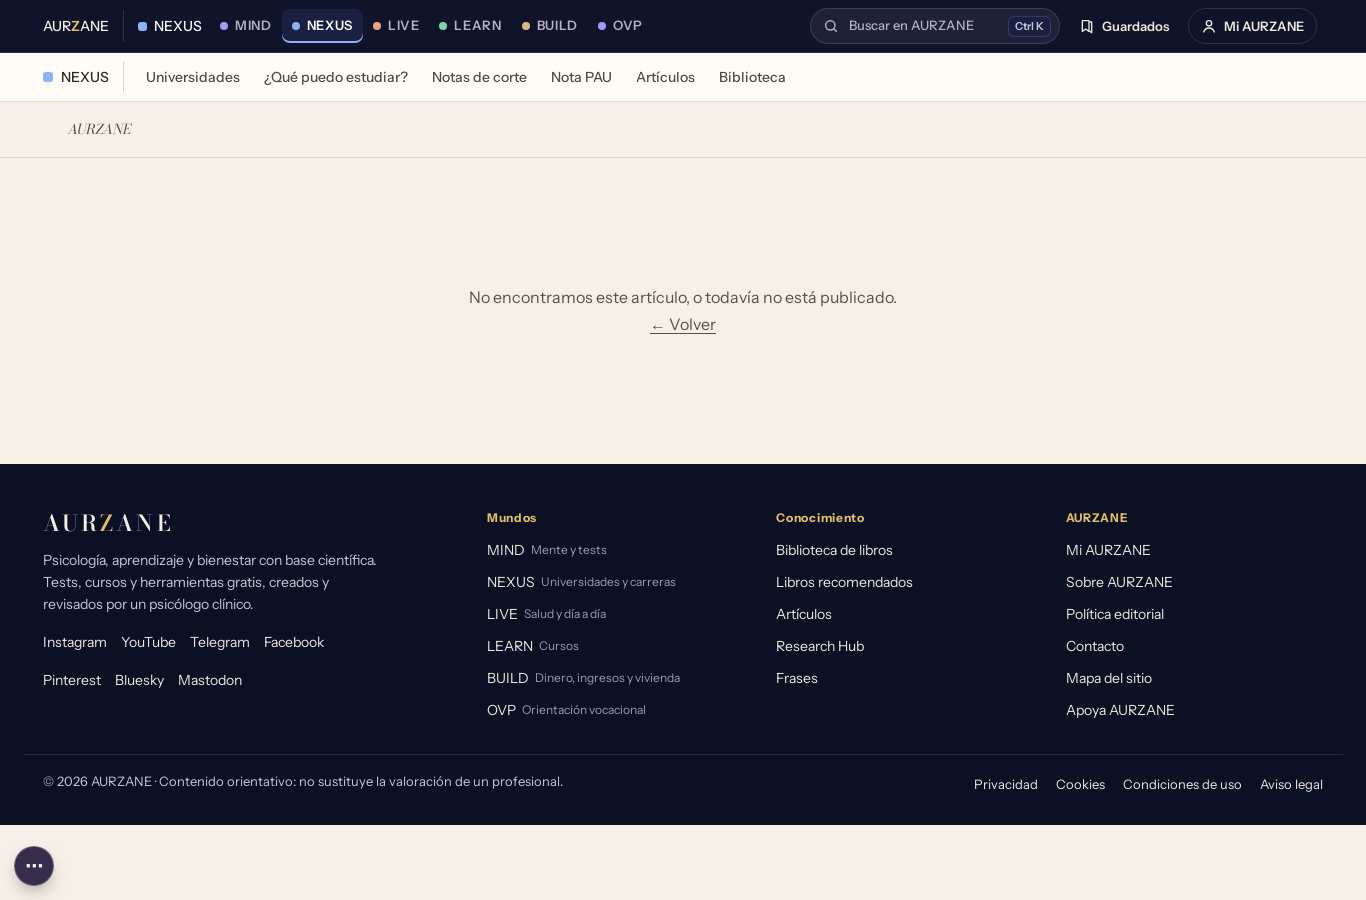 AURZANE NEXUS MIND NEXUS LIVE LEARN BUILD OVP Buscar en AURZANE Ctrl K Guardados Mi AURZANE
NEXUS Universidades ¿Qué puedo estudiar? Notas de corte Nota PAU Artículos Biblioteca
AURZANE
No encontramos este artículo, o todavía no está publicado.
← Volver
AURZANE
Psicología, aprendizaje y bienestar con base científica.
Tests, cursos y herramientas gratis, creados y
revisados por un psicólogo clínico.
Instagram YouTube Telegram Facebook
Pinterest Bluesky Mastodon
Mundos
MIND Mente y tests
NEXUS Universidades y carreras
LIVE Salud y día a día
LEARN Cursos
BUILD Dinero, ingresos y vivienda
OVP Orientación vocacional
Conocimiento
Biblioteca de libros
Libros recomendados
Artículos
Research Hub
Frases
AURZANE
Mi AURZANE
Sobre AURZANE
Política editorial
Contacto
Mapa del sitio
Apoya AURZANE
© 2026 AURZANE · Contenido orientativo: no sustituye la valoración de un profesional.
Privacidad Cookies Condiciones de uso Aviso legal